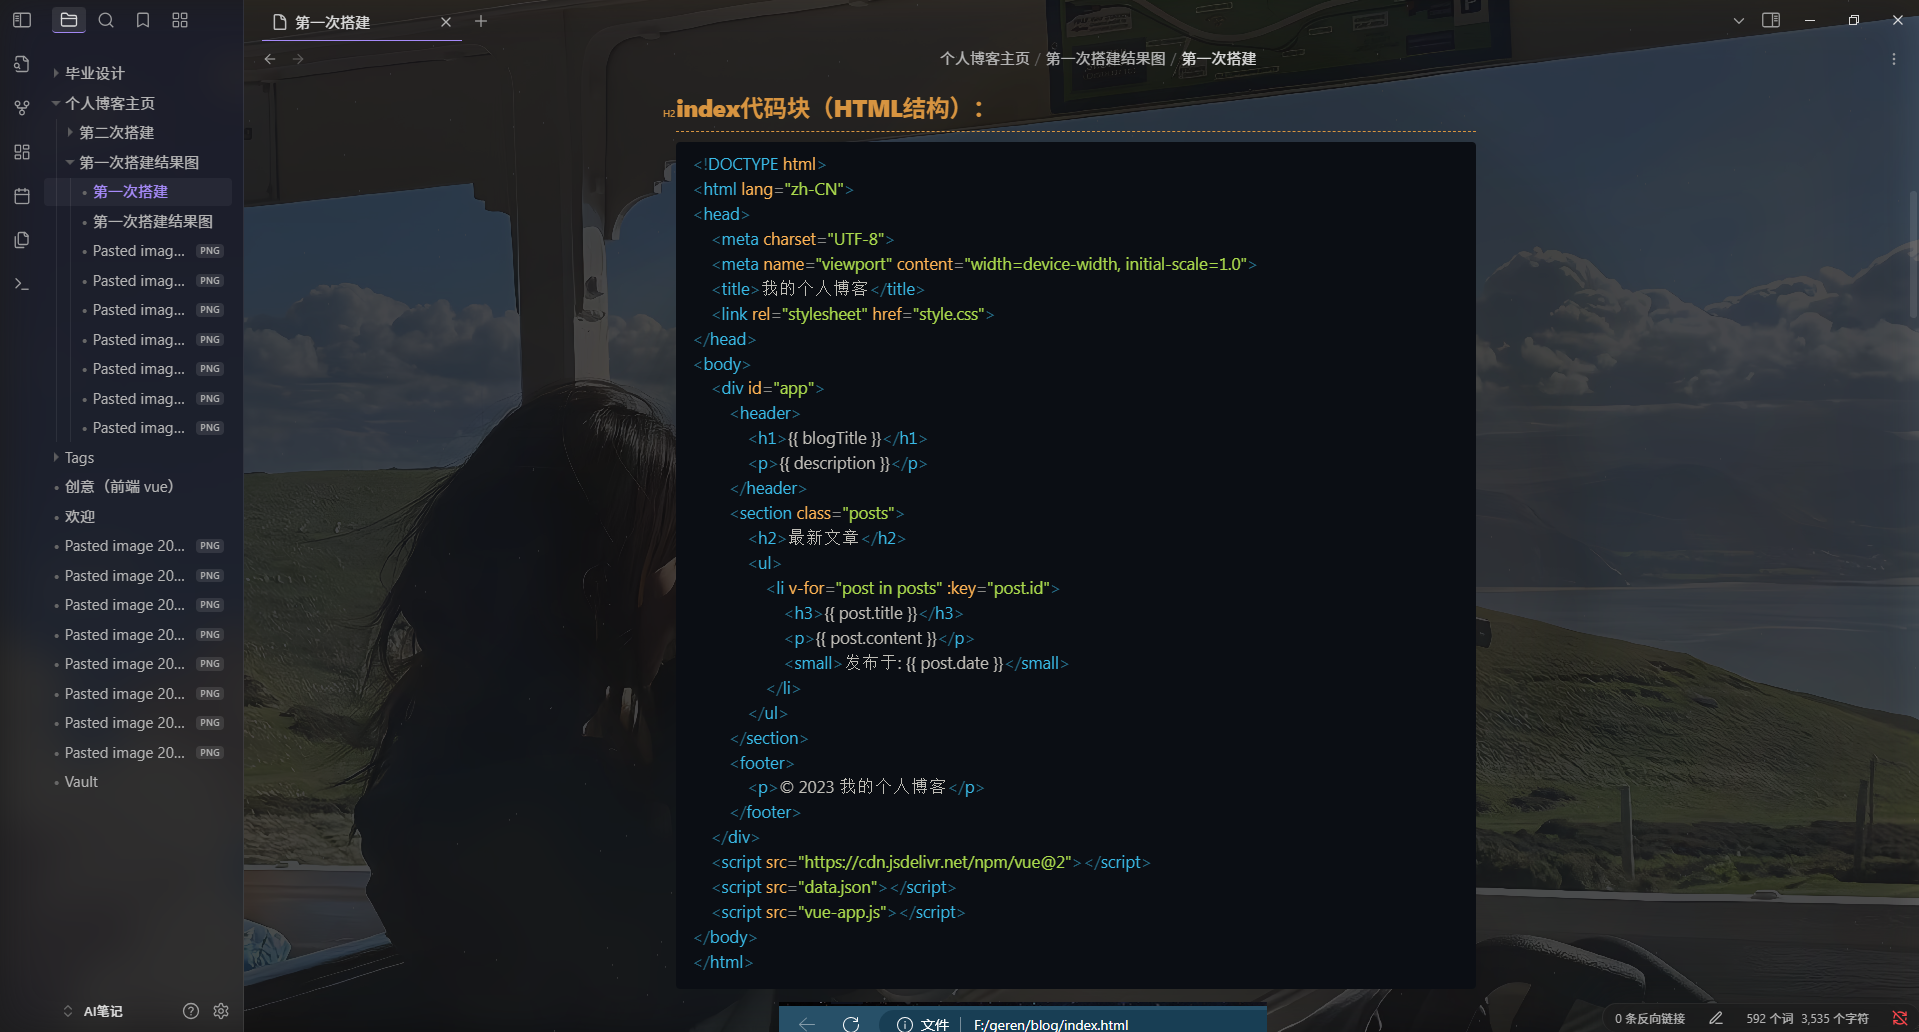 第一次搭建
个人博客主页 / 第一次搭建结果图 / 第一次搭建
毕业设计
个人博客主页
第二次搭建
第一次搭建结果图
第一次搭建
第一次搭建结果图
Pasted imag... PNG
Pasted imag... PNG
Pasted imag... PNG
Pasted imag... PNG
Pasted imag... PNG
Pasted imag... PNG
Pasted imag... PNG
Tags
创意（前端 vue）
欢迎
Pasted image 20... PNG
Pasted image 20... PNG
Pasted image 20... PNG
Pasted image 20... PNG
Pasted image 20... PNG
Pasted image 20... PNG
Pasted image 20... PNG
Pasted image 20... PNG
Vault
AI笔记
H2 index代码块（HTML结构）：
<!DOCTYPE html>
<html lang="zh-CN">
<head>
    <meta charset="UTF-8">
    <meta name="viewport" content="width=device-width, initial-scale=1.0">
    <title>我的个人博客</title>
    <link rel="stylesheet" href="style.css">
</head>
<body>
    <div id="app">
        <header>
            <h1>{{ blogTitle }}</h1>
            <p>{{ description }}</p>
        </header>
        <section class="posts">
            <h2>最新文章</h2>
            <ul>
                <li v-for="post in posts" :key="post.id">
                    <h3>{{ post.title }}</h3>
                    <p>{{ post.content }}</p>
                    <small>发布于: {{ post.date }}</small>
                </li>
            </ul>
        </section>
        <footer>
            <p>© 2023 我的个人博客</p>
        </footer>
    </div>
    <script src="https://cdn.jsdelivr.net/npm/vue@2"></script>
    <script src="data.json"></script>
    <script src="vue-app.js"></script>
</body>
</html>
文件 | F:/geren/blog/index.html
0 条反向链接 592 个词 3,535 个字符